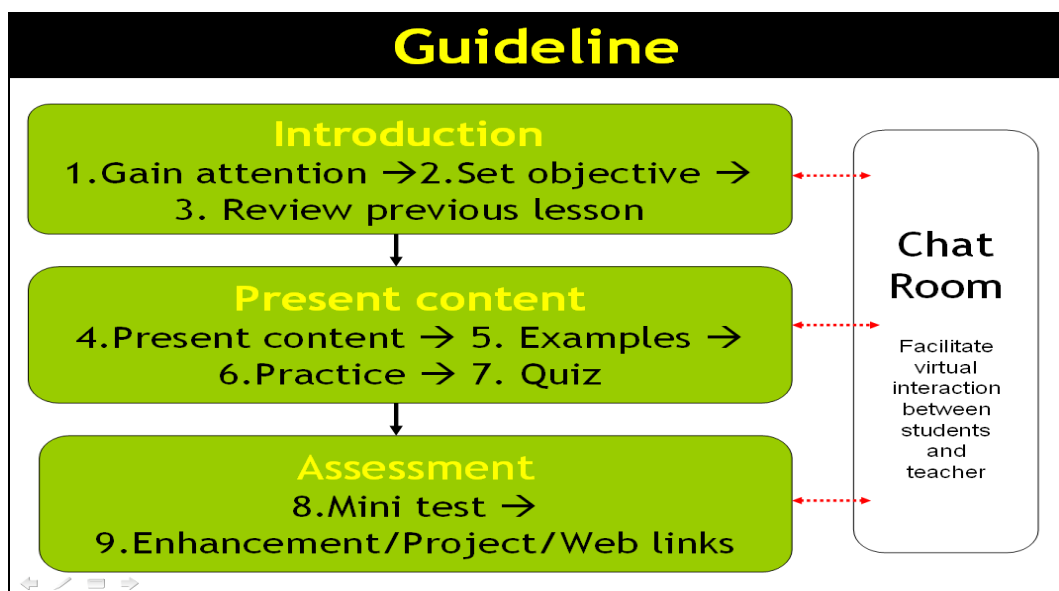 Guideline
Introduction
1.Gain attention →2.Set objective →
3. Review previous lesson
Present content
4.Present content → 5. Examples →
6.Practice → 7. Quiz
Assessment
8.Mini test →
9.Enhancement/Project/Web links
Chat
Room
Facilitate
virtual
interaction
between
students
and
teacher